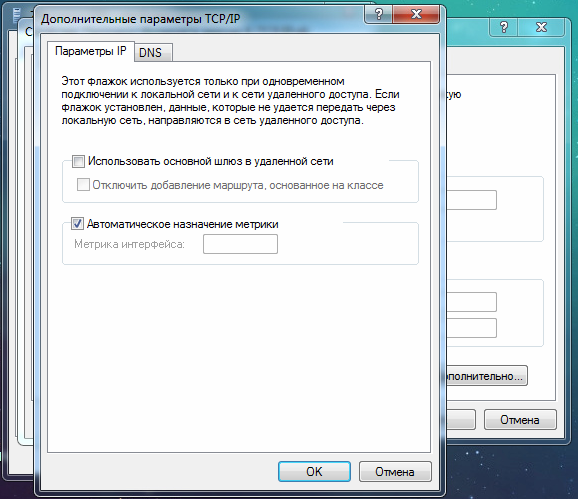 Дополнительные параметры TCP/IP
?
Параметры IP DNS
Этот флажок используется только при одновременном
подключении к локальной сети и к сети удаленного доступа. Если
флажок установлен, данные, которые не удается передать через
локальную сеть, направляются в сеть удаленного доступа.
Использовать основной шлюз в удаленной сети
Отключить добавление маршрута, основанное на классе
Автоматическое назначение метрики
Метрика интерфейса:
OK Отмена
?
ополнительно...
Отмена